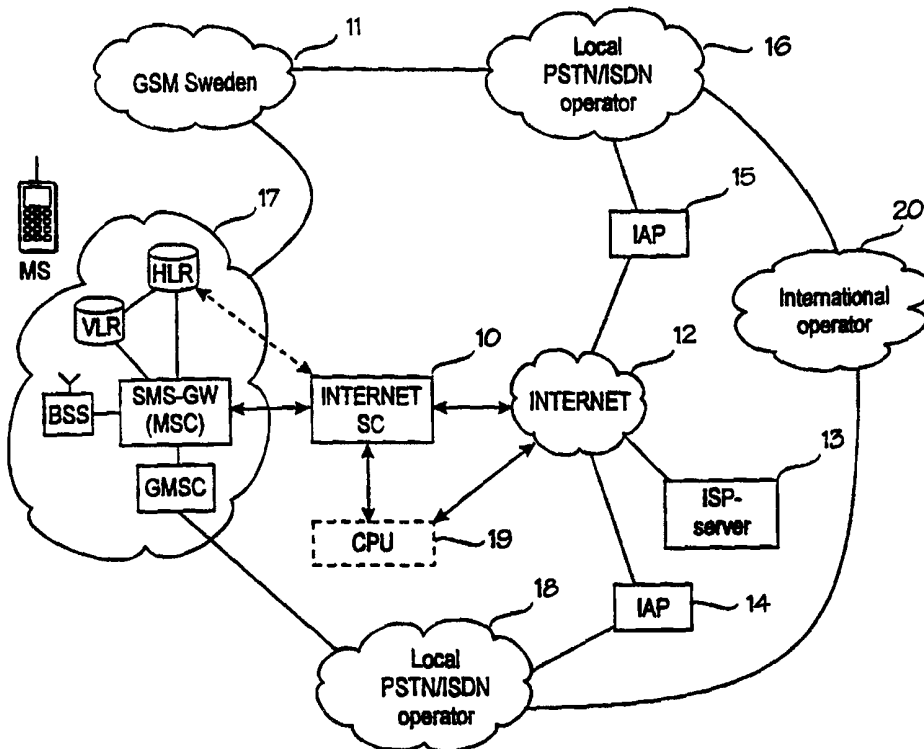 11
GSM Sweden
Local
PSTN/ISDN
operator
16
MS
17
HLR
VLR
BSS
SMS-GW
(MSC)
GMSC
10
INTERNET
SC
CPU
19
15
IAP
12
INTERNET
20
International
operator
13
ISP-
server
IAP
14
18
Local
PSTN/ISDN
operator